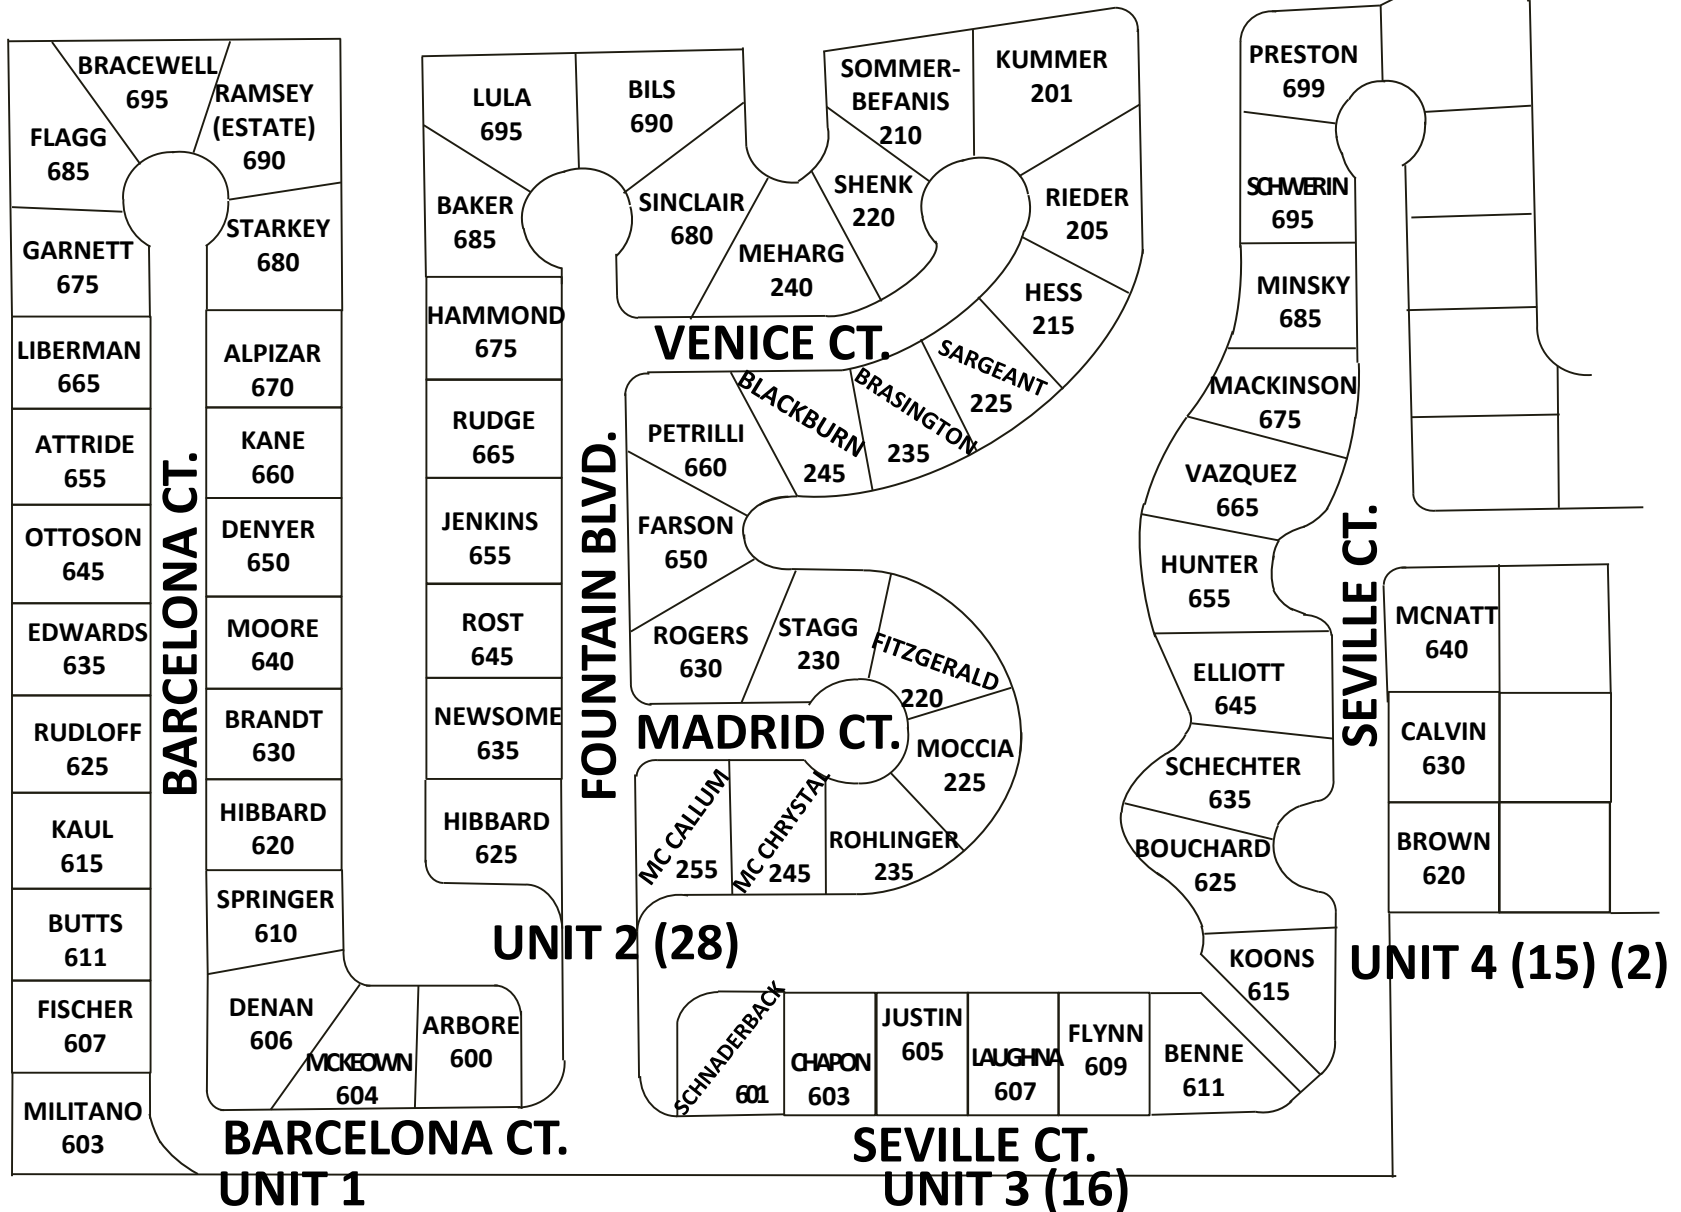 BRACEWELL
695
RAMSEY
(ESTATE)
690
FLAGG
685
GARNETT
675
STARKEY
680
LIBERMAN
665
ALPIZAR
670
ATTRIDE
655
KANE
660
OTTOSON
645
DENYER
650
EDWARDS
635
MOORE
640
RUDLOFF
625
BRANDT
630
KAUL
615
HIBBARD
620
BUTTS
611
SPRINGER
610
FISCHER
607
DENAN
606
MCKEOWN
604
ARBORE
600
MILITANO
603
BARCELONA CT.
BARCELONA CT.
UNIT 1
LULA
695
BILS
690
BAKER
685
SINCLAIR
680
HAMMOND
675
RUDGE
665
JENKINS
655
ROST
645
NEWSOME
635
HIBBARD
625
FOUNTAIN BLVD.
UNIT 2 (28)
SOMMER-
BEFANIS
210
KUMMER
201
SHENK
220
RIEDER
205
MEHARG
240
HESS
215
VENICE CT.
SARGEANT
225
BRASINGTON
235
BLACKBURN
245
PETRILLI
660
FARSON
650
ROGERS
630
STAGG
230
FITZGERALD
220
MADRID CT.
MOCCIA
225
MC CALLUM
255
MC CHRYSTAL
245
ROHLINGER
235
PRESTON
699
SCHWERIN
695
MINSKY
685
MACKINSON
675
VAZQUEZ
665
HUNTER
655
ELLIOTT
645
SCHECHTER
635
BOUCHARD
625
KOONS
615
SEVILLE CT.
MCNATT
640
CALVIN
630
BROWN
620
UNIT 4 (15) (2)
SCHNADERBACK
601
CHAPON
603
JUSTIN
605
LAUGHNA
607
FLYNN
609
BENNE
611
SEVILLE CT.
UNIT 3 (16)